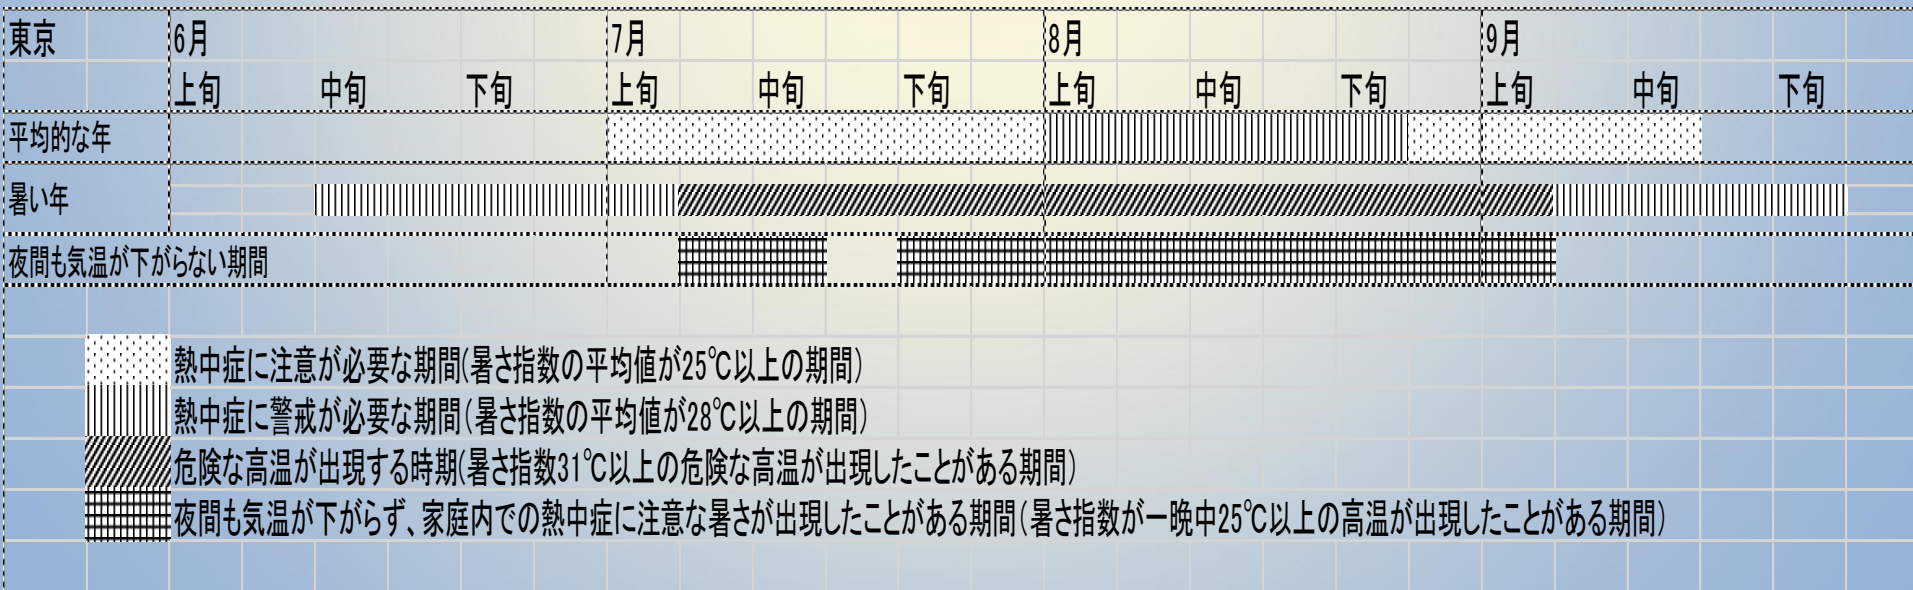 東京 6月 7月 8月 9月
上旬 中旬 下旬 上旬 中旬 下旬 上旬 中旬 下旬 上旬 中旬 下旬
平均的な年
暑い年
夜間も気温が下がらない期間
熱中症に注意が必要な期間(暑さ指数の平均値が25℃以上の期間)
熱中症に警戒が必要な期間(暑さ指数の平均値が28℃以上の期間)
危険な高温が出現する時期(暑さ指数31℃以上の危険な高温が出現したことがある期間)
夜間も気温が下がらず、家庭内での熱中症に注意な暑さが出現したことがある期間(暑さ指数が一晩中25℃以上の高温が出現したことがある期間)